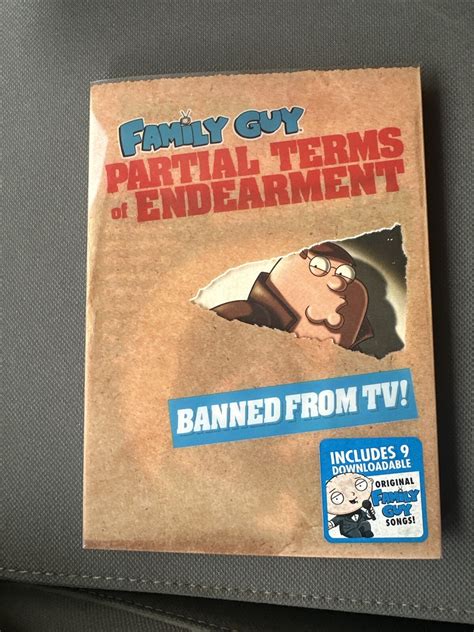 FAMILY GUY
PARTIAL TERMS
of ENDEARMENT
BANNED FROM TV!
INCLUDES 9
DOWNLOADABLE
ORIGINAL
FAMILY
GUY
SONGS!